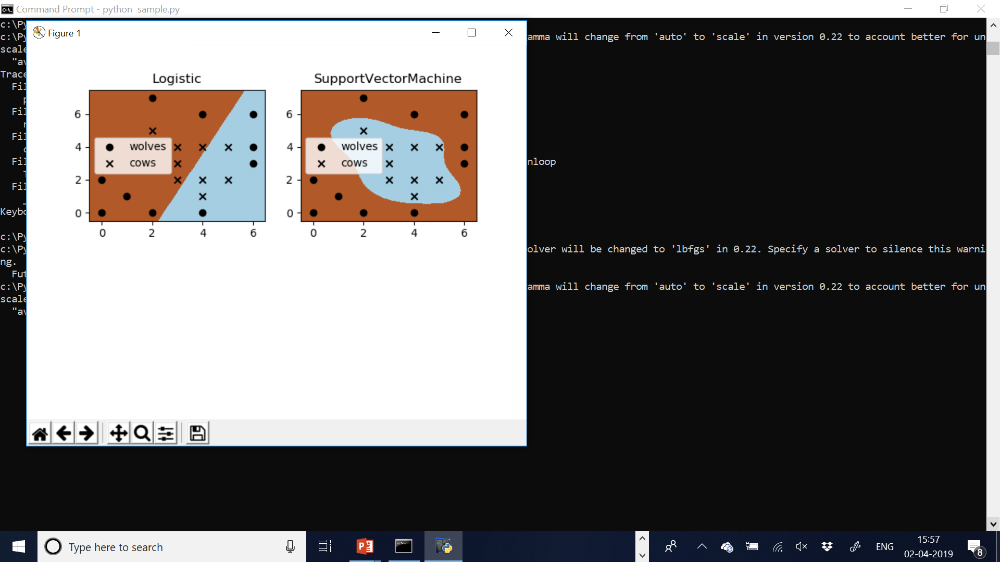 Command Prompt - python sample.py
c:\Py
c:\Py
amma will change from 'auto' to 'scale' in version 0.22 to account better for un
scale
"av
Trace
Fil
Fil
Fil
Fil
nloop
Fil
Keybo
c:\Py
c:\Py
olver will be changed to 'lbfgs' in 0.22. Specify a solver to silence this warni
ng.
Fut
c:\Py
amma will change from 'auto' to 'scale' in version 0.22 to account better for un
scale
"av
Figure 1
Logistic
6
4
2
0
wolves
cows
0 2 4 6
SupportVectorMachine
6
4
2
0
wolves
cows
0 2 4 6
Type here to search
ENG
15:57
02-04-2019
8